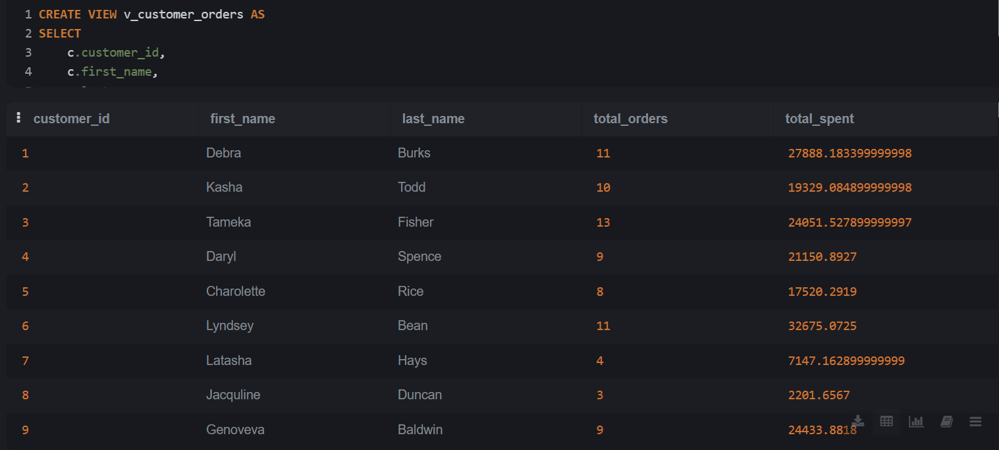 1 CREATE VIEW v_customer_orders AS
2 SELECT
3 c.customer_id,
4 c.first_name,
customer_id first_name last_name total_orders total_spent
1 Debra Burks 11 27888.183399999998
2 Kasha Todd 10 19329.084899999998
3 Tameka Fisher 13 24051.527899999997
4 Daryl Spence 9 21150.8927
5 Charolette Rice 8 17520.2919
6 Lyndsey Bean 11 32675.0725
7 Latasha Hays 4 7147.162899999999
8 Jacquline Duncan 3 2201.6567
9 Genoveva Baldwin 9 24433.8818